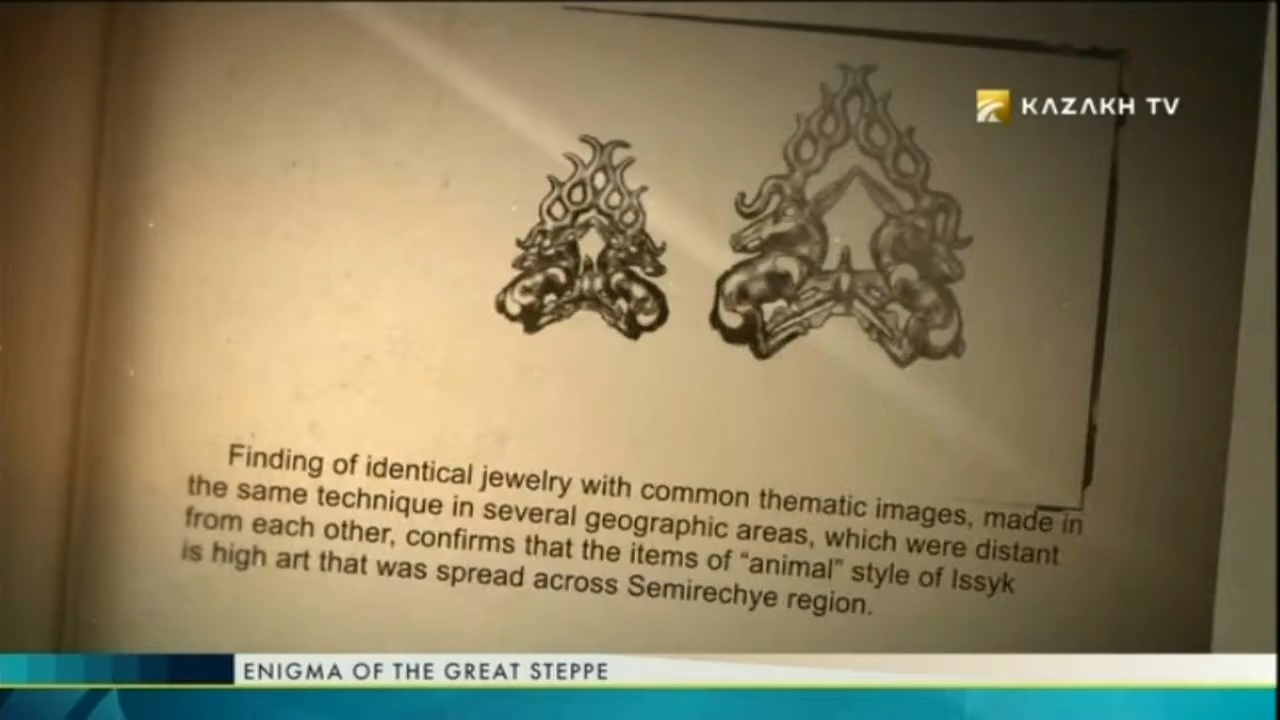 KAZAKH TV
Finding of identical jewelry with common thematic images, made in
the same technique in several geographic areas, which were distant
from each other, confirms that the items of “animal” style of Issyk
is high art that was spread across Semirechye region.
ENIGMA OF THE GREAT STEPPE